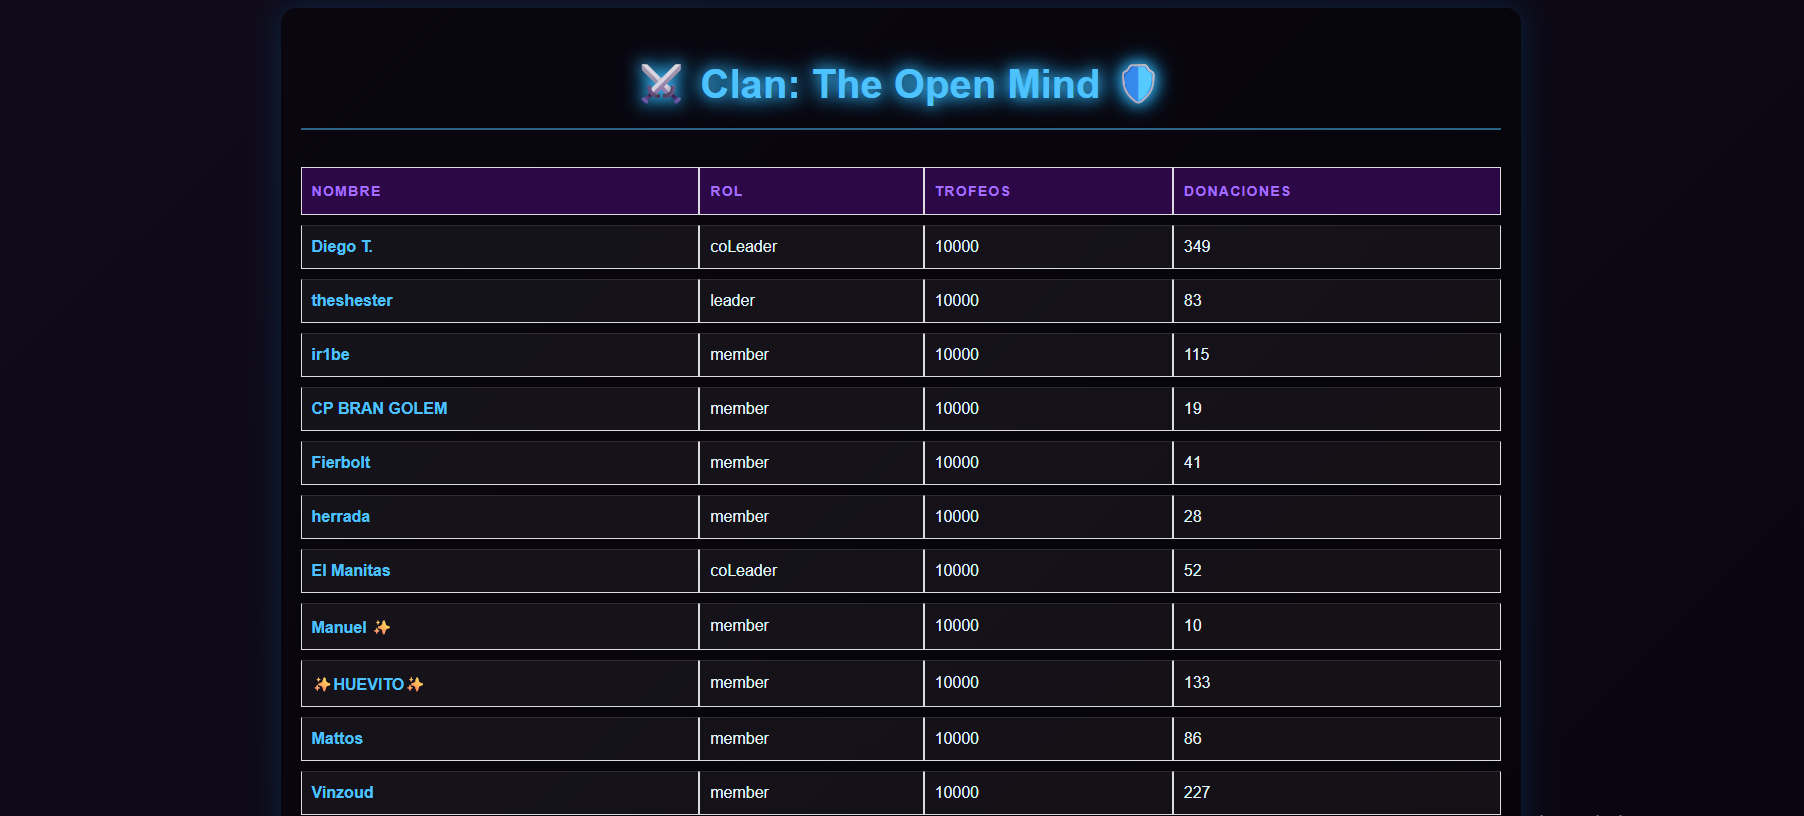 ⚔️ Clan: The Open Mind 🛡️
NOMBRE ROL TROFEOS DONACIONES
Diego T. coLeader 10000 349
theshester leader 10000 83
ir1be member 10000 115
CP BRAN GOLEM member 10000 19
Fierbolt member 10000 41
herrada member 10000 28
El Manitas coLeader 10000 52
Manuel ✨ member 10000 10
✨HUEVITO✨ member 10000 133
Mattos member 10000 86
Vinzoud member 10000 227